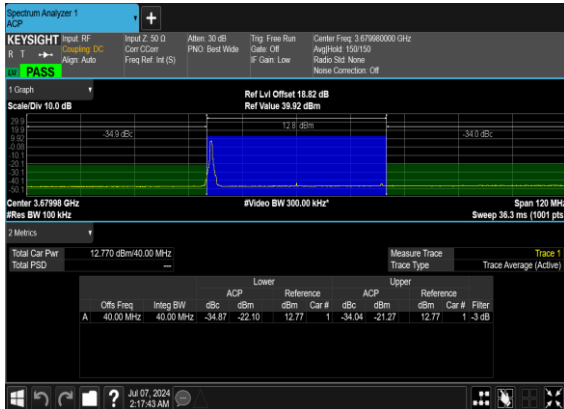 Spectrum Analyzer 1
ACP
+
KEYSIGHT Input: RF Input Z: 50 Ω Atten: 30 dB Trig: Free Run Center Freq: 3.679980000 GHz
R T Coupling: DC Corr CCorr PNO: Best Wide Gate: Off Avg|Hold: 150/150
Align: Auto Freq Ref: Int (S) IF Gain: Low Radio Std: None
PASS Noise Correction: Off
1 Graph
Ref Lvl Offset 18.82 dB
Scale/Div 10.0 dB Ref Value 39.92 dBm
29.9
19.9
9.92
-0.08
-10.1
-20.1
-30.1
-40.1
-50.1
-34.9 dBc 12.8 dBm -34.0 dBc
Center 3.67998 GHz #Video BW 300.00 kHz* Span 120 MHz
#Res BW 100 kHz Sweep 36.3 ms (1001 pts)
2 Metrics
Total Car Pwr 12.770 dBm/40.00 MHz Measure Trace Trace 1
Total PSD --- Trace Type Trace Average (Active)
Lower Upper
ACP Reference ACP Reference
Offs Freq Integ BW dBc dBm dBm Car # dBc dBm dBm Car # Filter
A 40.00 MHz 40.00 MHz -34.87 -22.10 12.77 1 -34.04 -21.27 12.77 1 -3 dB
? Jul 07, 2024
2:17:43 AM